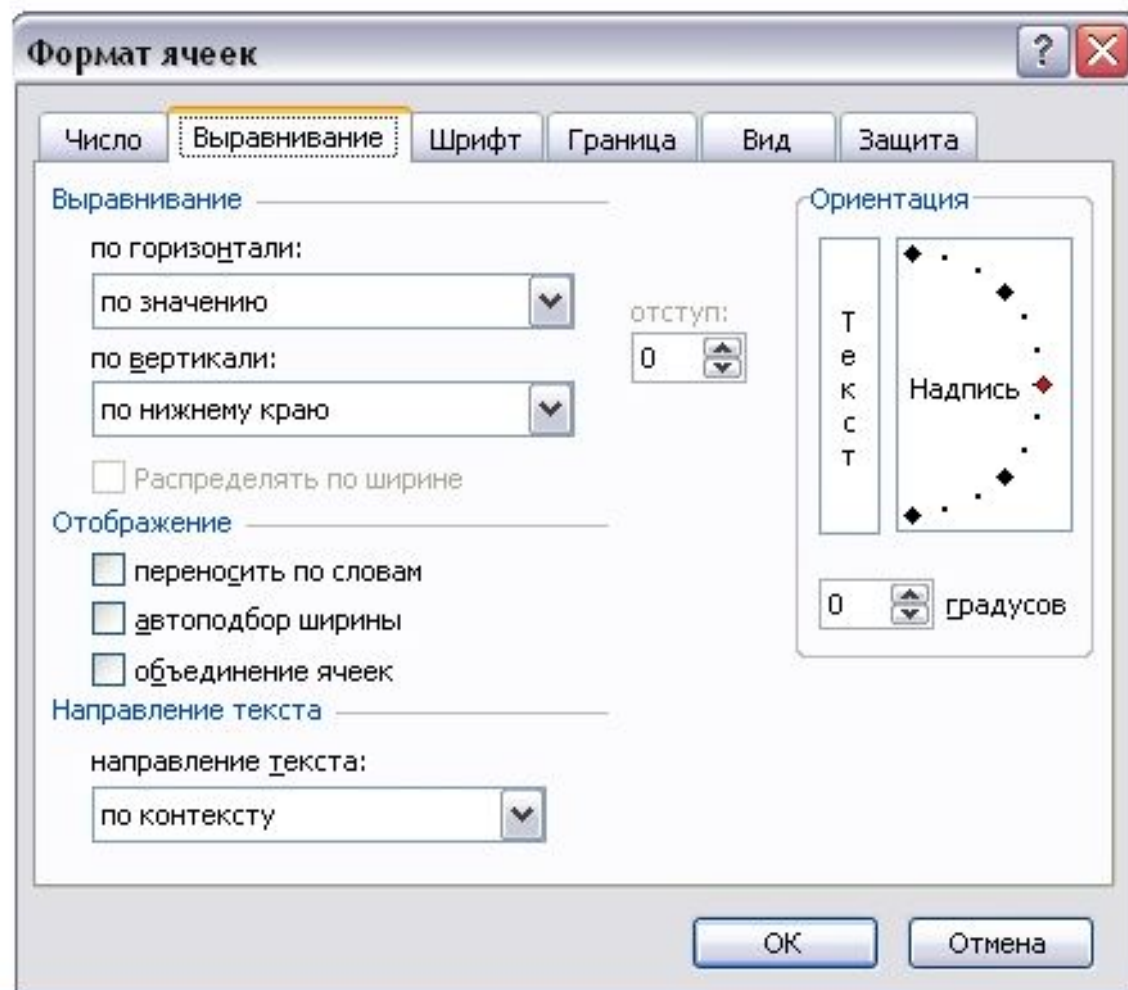 Формат ячеек
Число Выравнивание Шрифт Граница Вид Защита
Выравнивание
по горизонтали:
по значению
отступ:
0
по вертикали:
по нижнему краю
Распределять по ширине
Отображение
переносить по словам
автоподбор ширины
объединение ячеек
Направление текста
направление текста:
по контексту
Ориентация
Текст
Надпись
0 градусов
ОК Отмена